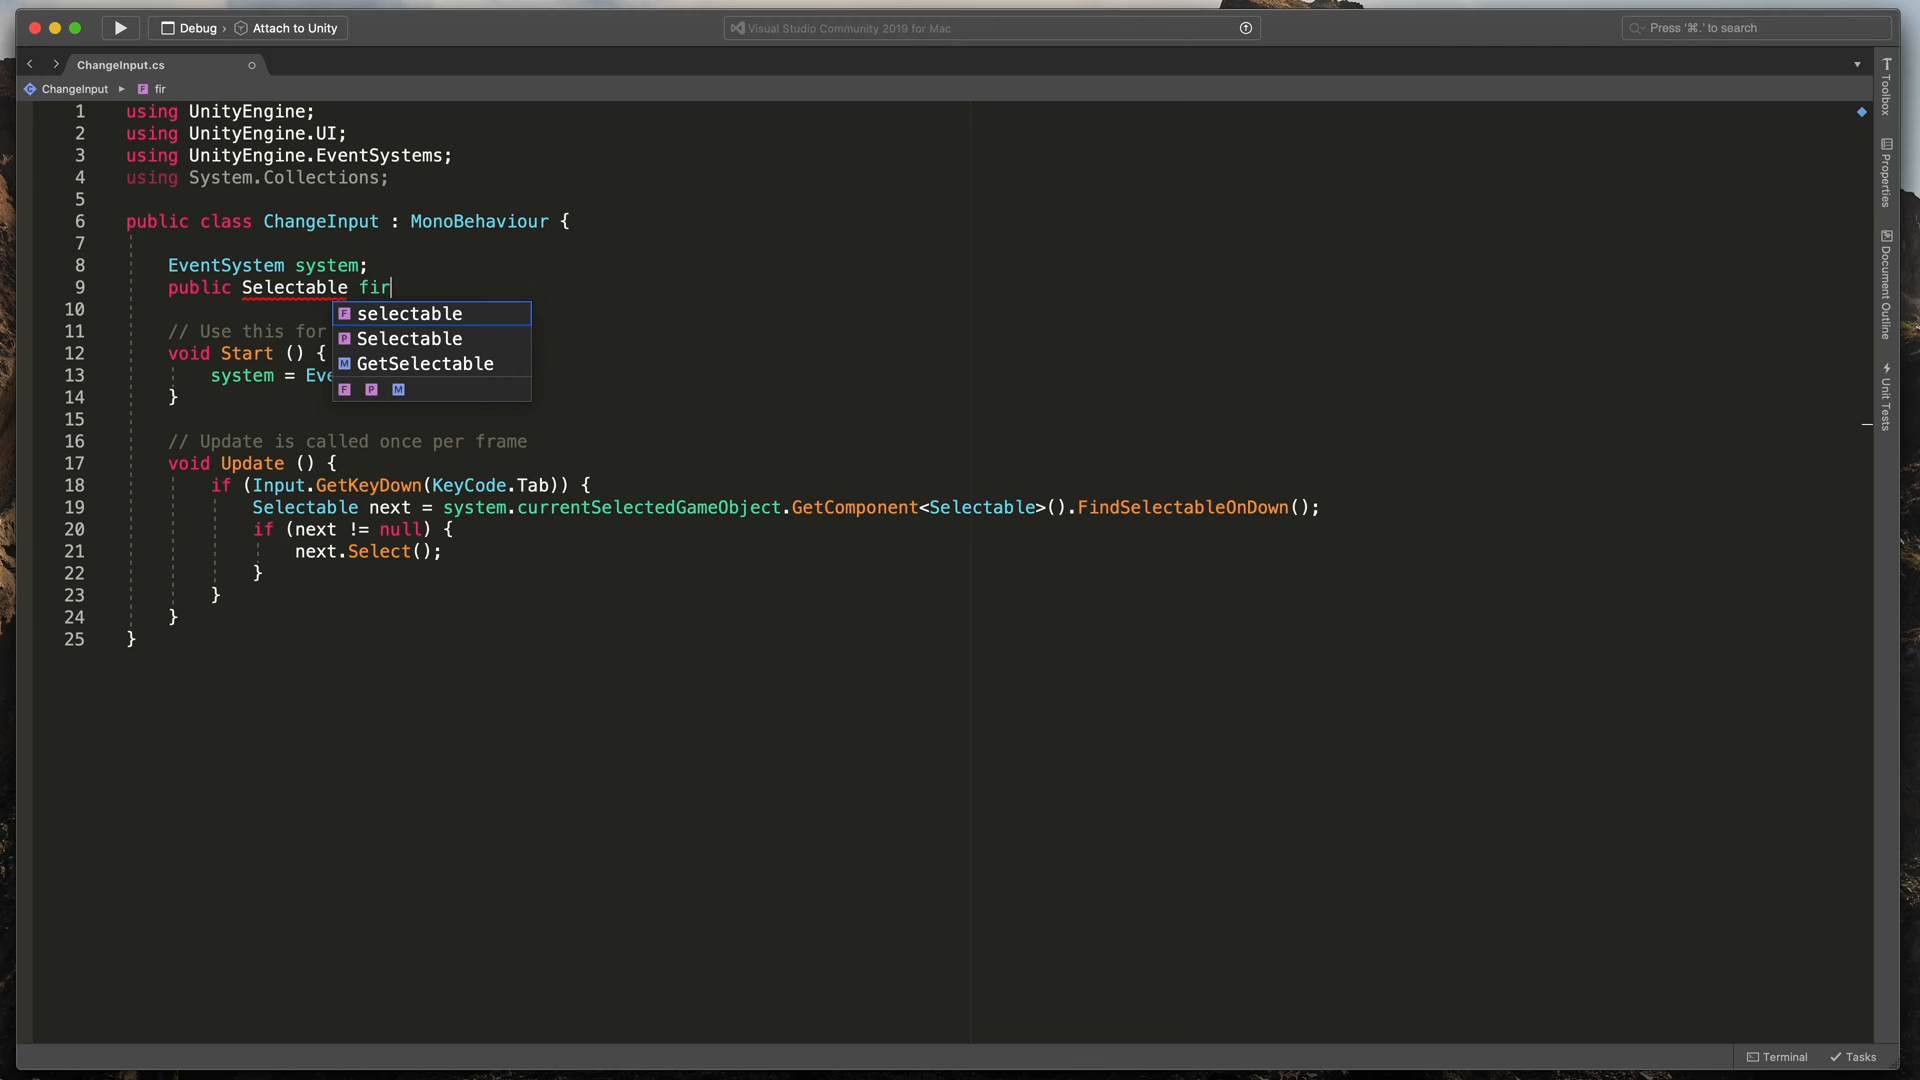 Debug › Attach to Unity
Visual Studio Community 2019 for Mac
Press '⌘.' to search
ChangeInput.cs
ChangeInput ▸ F fir
1 using UnityEngine;
2 using UnityEngine.UI;
3 using UnityEngine.EventSystems;
4 using System.Collections;
5
6 public class ChangeInput : MonoBehaviour {
7
8 EventSystem system;
9 public Selectable fir
10
F selectable
11 // Use this for
P Selectable
12 void Start () {
M GetSelectable
13 system = Eve
F P M
14 }
15
16 // Update is called once per frame
17 void Update () {
18 if (Input.GetKeyDown(KeyCode.Tab)) {
19 Selectable next = system.currentSelectedGameObject.GetComponent<Selectable>().FindSelectableOnDown();
20 if (next != null) {
21 next.Select();
22 }
23 }
24 }
25 }
Toolbox
Properties
Document Outline
Unit Tests
Terminal
Tasks